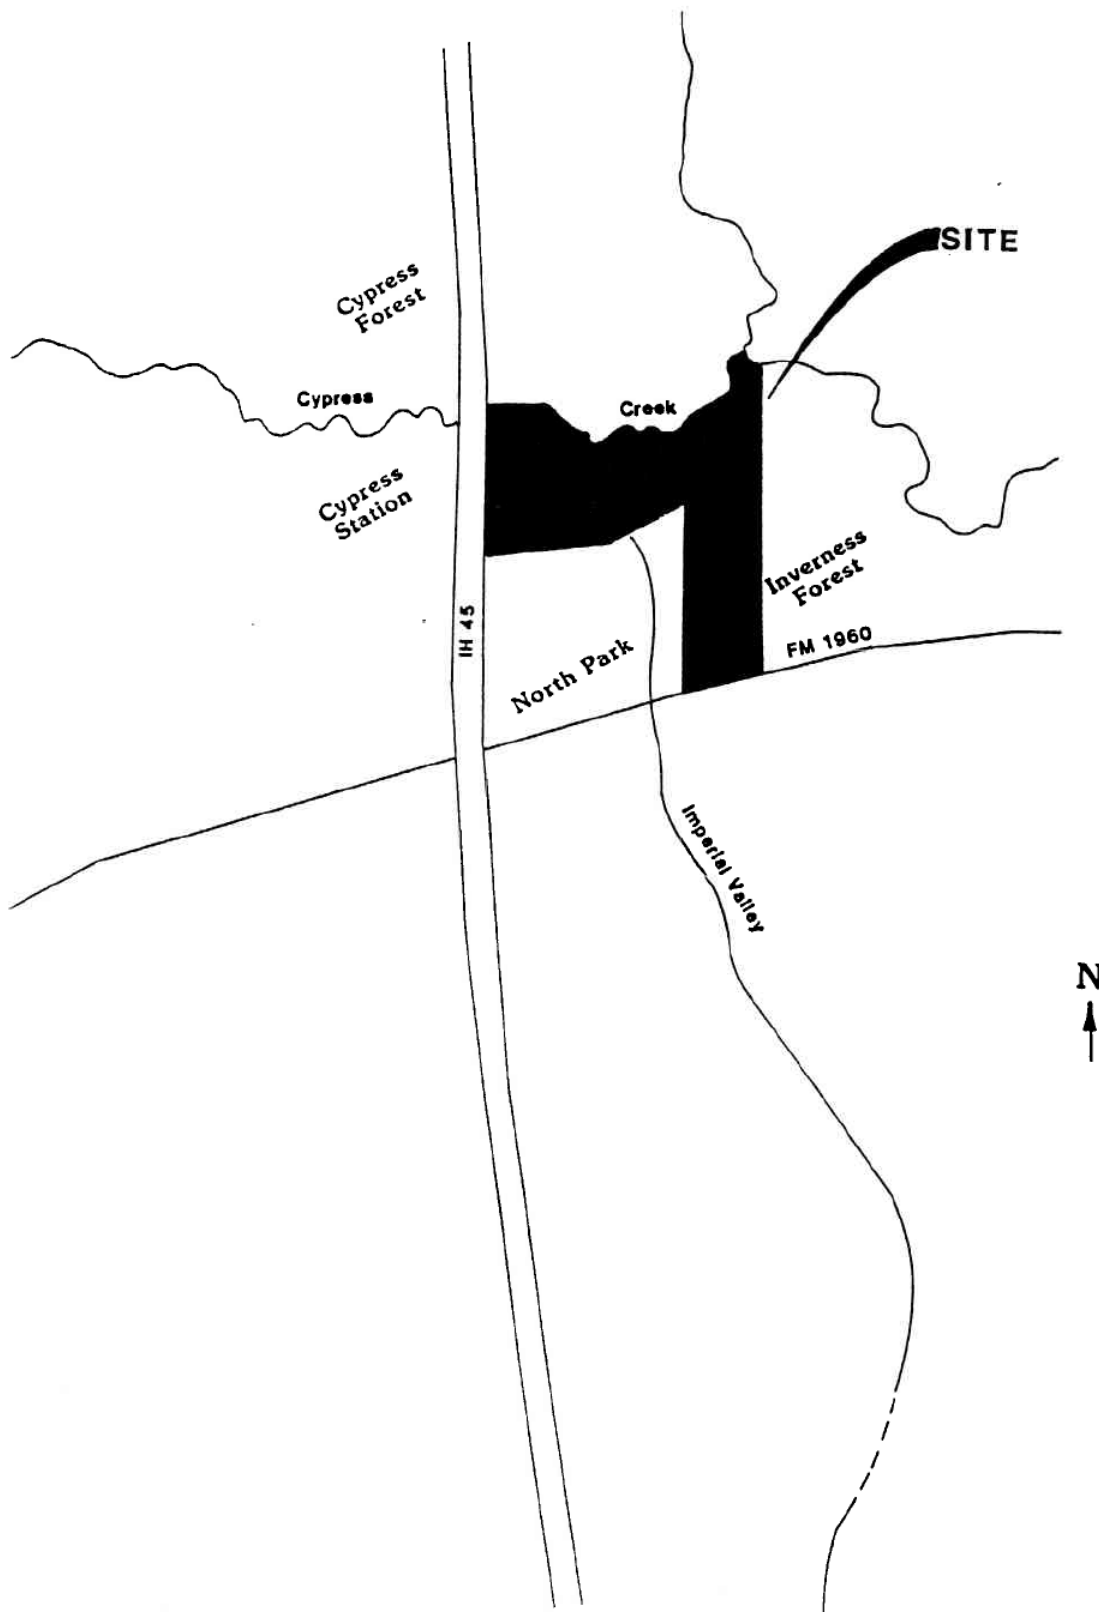 SITE
Cypress
Forest
Cypress
Creek
Cypress
Station
Inverness
Forest
IH 45
FM 1960
North Park
Imperial Valley
N